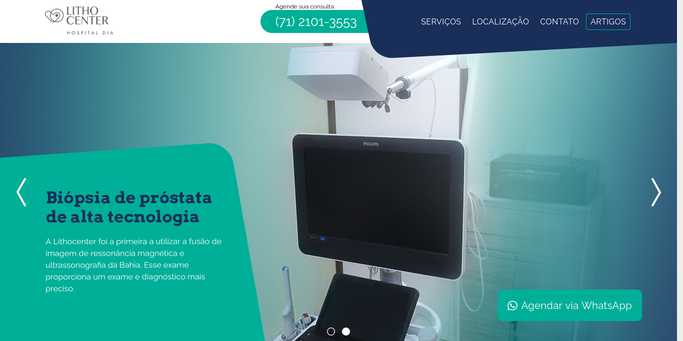 LITHO
CENTER
HOSPITAL DIA
Agende sua consulta:
(71) 2101-3553
SERVIÇOS LOCALIZAÇÃO CONTATO ARTIGOS
PHILIPS
Biópsia de próstata
de alta tecnologia
A Lithocenter foi a primeira a utilizar a fusão de
imagem de ressonância magnética e
ultrassonografia da Bahia. Esse exame
proporciona um exame e diagnóstico mais
preciso.
Agendar via WhatsApp